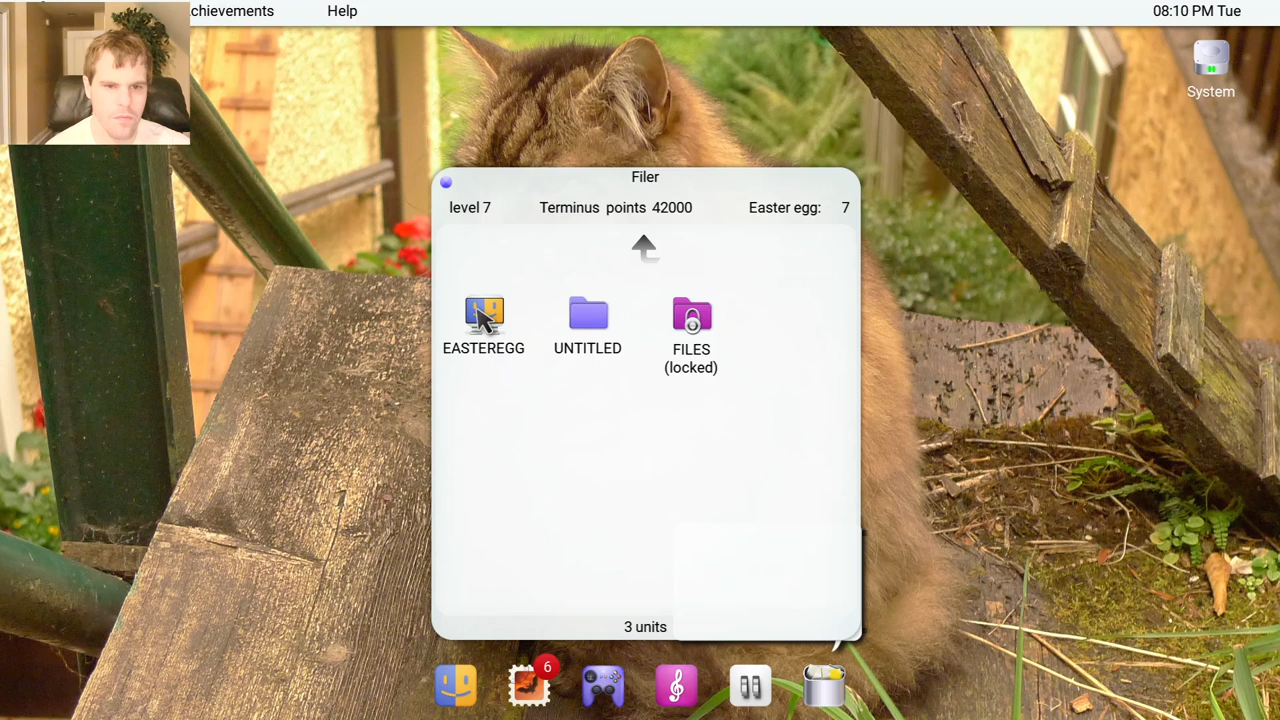 chievements Help 08:10 PM Tue
System
Filer
level 7 Terminus points 42000 Easter egg: 7
EASTEREGG UNTITLED FILES
(locked)
3 units
6